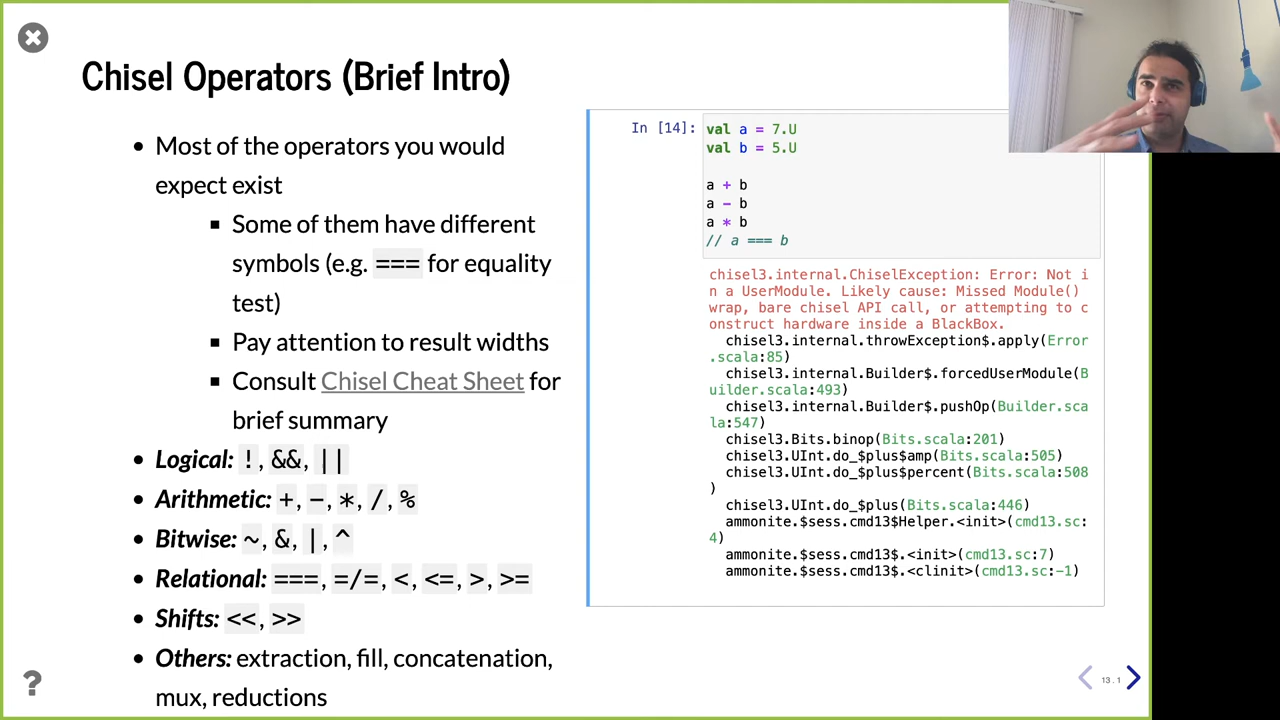 Chisel Operators (Brief Intro)
• Most of the operators you would
expect exist
▪ Some of them have different
symbols (e.g. === for equality
test)
▪ Pay attention to result widths
▪ Consult Chisel Cheat Sheet for
brief summary
• Logical: !, &&, ||
• Arithmetic: +, -, *, /, %
• Bitwise: ~, &, |, ^
• Relational: ===, =/=, <, <=, >, >=
• Shifts: <<, >>
• Others: extraction, fill, concatenation,
mux, reductions
In [14]:
val a = 7.U
val b = 5.U
a + b
a - b
a * b
// a === b
chisel3.internal.ChiselException: Error: Not i
n a UserModule. Likely cause: Missed Module()
wrap, bare chisel API call, or attempting to c
onstruct hardware inside a BlackBox.
chisel3.internal.throwException$.apply(Error
.scala:85)
chisel3.internal.Builder$.forcedUserModule(B
uilder.scala:493)
chisel3.internal.Builder$.pushOp(Builder.sca
la:547)
chisel3.Bits.binop(Bits.scala:201)
chisel3.UInt.do_$plus$amp(Bits.scala:505)
chisel3.UInt.do_$plus$percent(Bits.scala:508
)
chisel3.UInt.do_$plus(Bits.scala:446)
ammonite.$sess.cmd13$Helper.<init>(cmd13.sc:
4)
ammonite.$sess.cmd13$.<init>(cmd13.sc:7)
ammonite.$sess.cmd13$.<clinit>(cmd13.sc:-1)
?
13.1